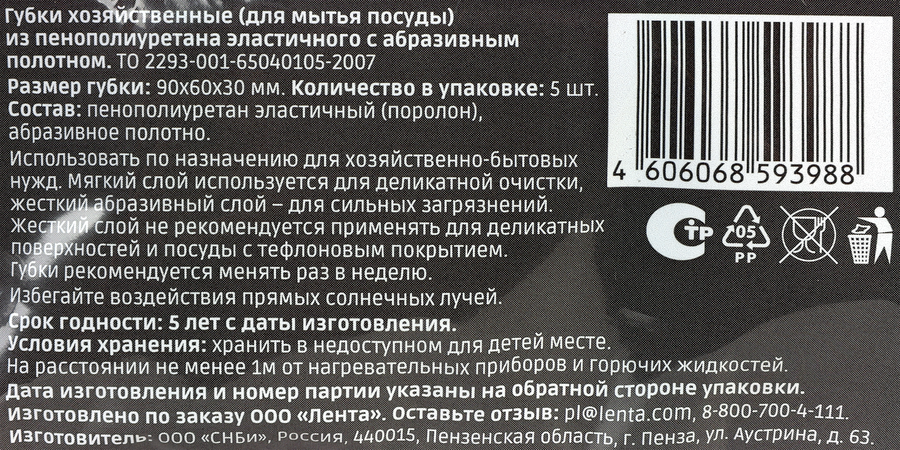 Губки хозяйственные (для мытья посуды)
из пенополиуретана эластичного с абразивным
полотном. ТО 2293-001-65040105-2007
Размер губки: 90х60х30 мм. Количество в упаковке: 5 шт.
Состав: пенополиуретан эластичный (поролон),
абразивное полотно.
Использовать по назначению для хозяйственно-бытовых
нужд. Мягкий слой используется для деликатной очистки,
жесткий абразивный слой – для сильных загрязнений.
Жесткий слой не рекомендуется применять для деликатных
поверхностей и посуды с тефлоновым покрытием.
Губки рекомендуется менять раз в неделю.
Избегайте воздействия прямых солнечных лучей.
Срок годности: 5 лет с даты изготовления.
Условия хранения: хранить в недоступном для детей месте.
На расстоянии не менее 1м от нагревательных приборов и горючих жидкостей.
Дата изготовления и номер партии указаны на обратной стороне упаковки.
Изготовлено по заказу ООО «Лента». Оставьте отзыв: pl@lenta.com, 8-800-700-4-111.
Изготовитель: ООО «СНБи», Россия, 440015, Пензенская область, г. Пенза, ул. Аустрина, д. 63.
4 606068 593988
СТР
05
PP